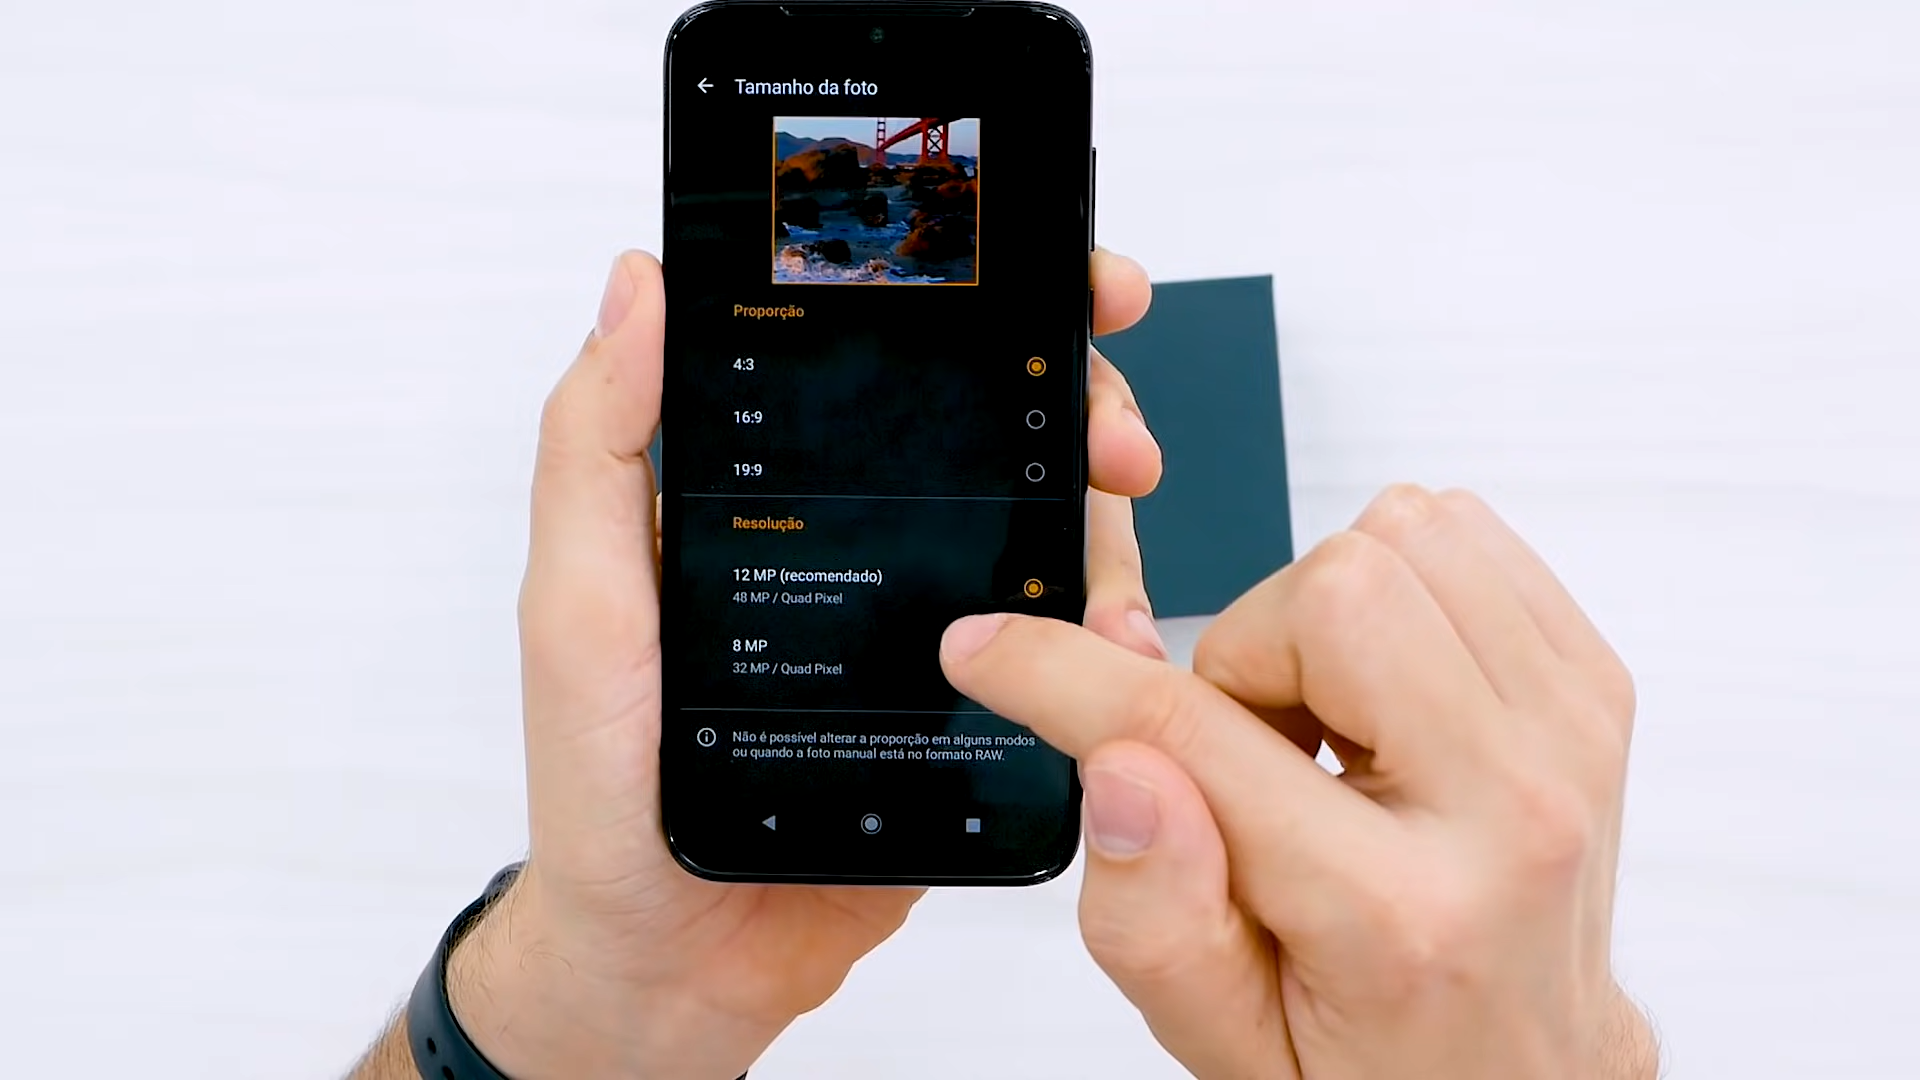 Tamanho da foto
Proporção
4:3
16:9
19:9
Resolução
12 MP (recomendado)
48 MP / Quad Pixel
8 MP
32 MP / Quad Pixel
Não é possível alterar a proporção em alguns modos
ou quando a foto manual está no formato RAW.